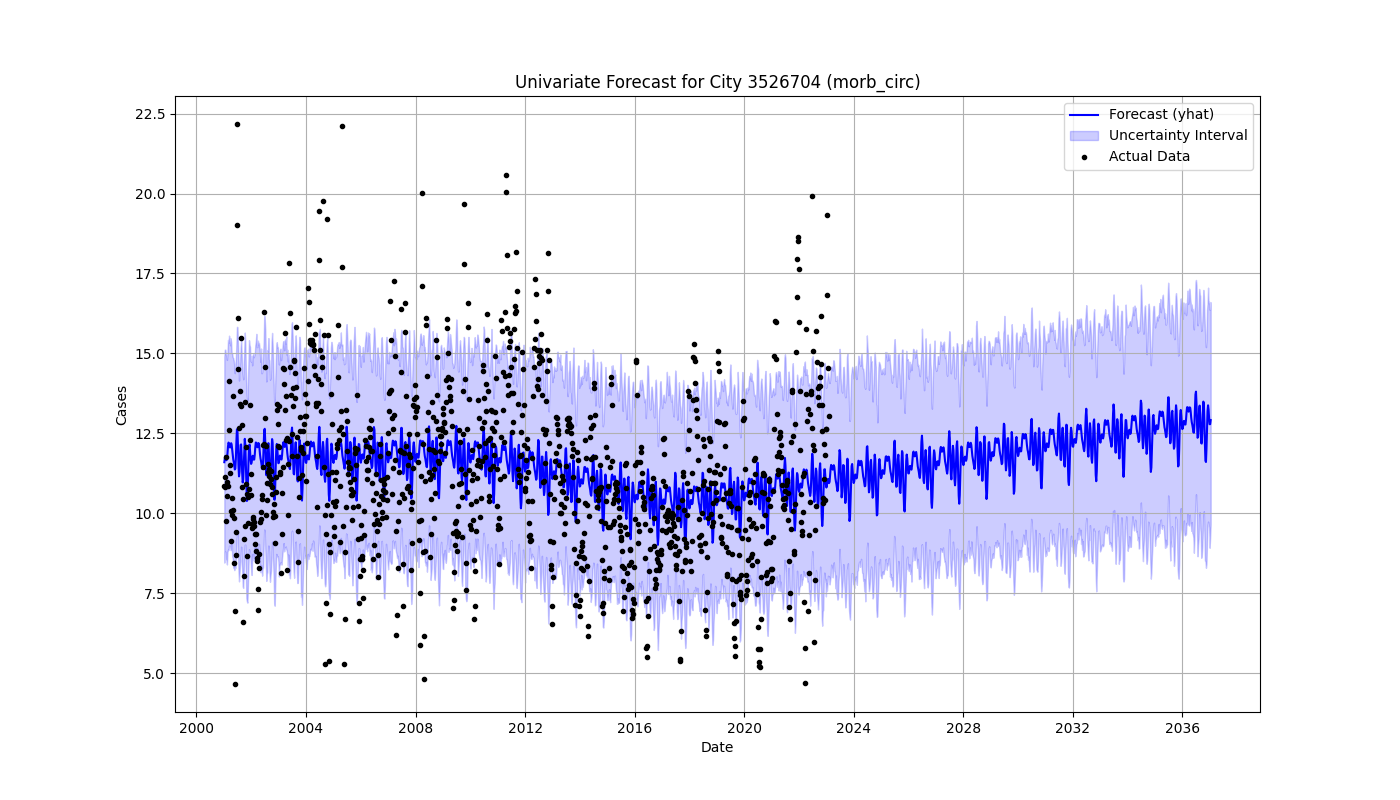 Univariate Forecast for City 3526704 (morb_circ)
Forecast (yhat)
Uncertainty Interval
Actual Data
Cases
22.5
20.0
17.5
15.0
12.5
10.0
7.5
5.0
2000 2004 2008 2012 2016 2020 2024 2028 2032 2036
Date